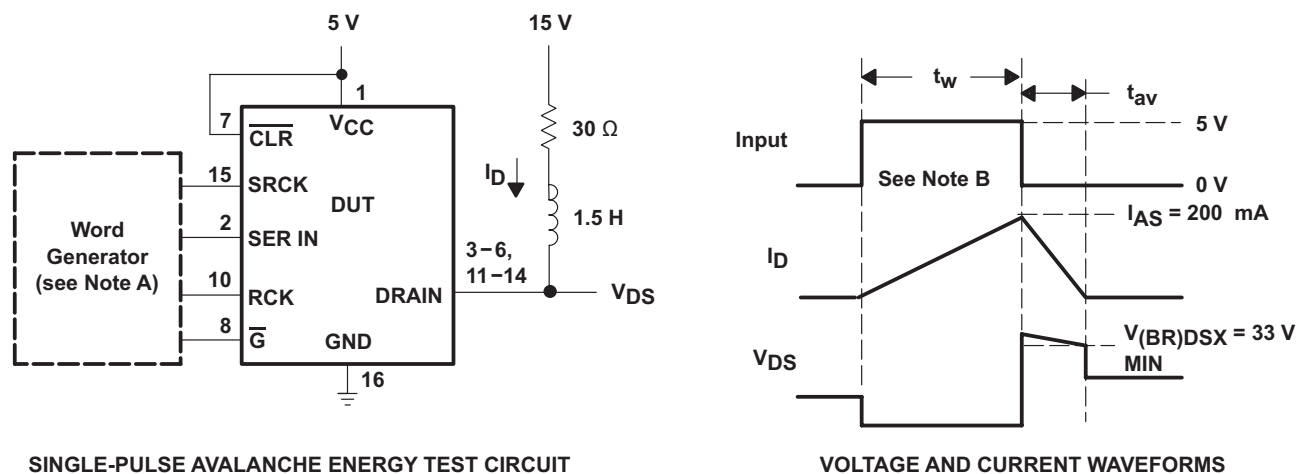 5 V
15 V
1
7
VCC
CLR
30 Ω
15
SRCK
ID
DUT
Word
Generator
(see Note A)
2
SER IN
1.5 H
3−6,
11−14
10
RCK
DRAIN
VDS
8
G
GND
16
SINGLE-PULSE AVALANCHE ENERGY TEST CIRCUIT
tw
tav
5 V
Input
See Note B
0 V
IAS = 200 mA
ID
V(BR)DSX = 33 V
MIN
VDS
VOLTAGE AND CURRENT WAVEFORMS